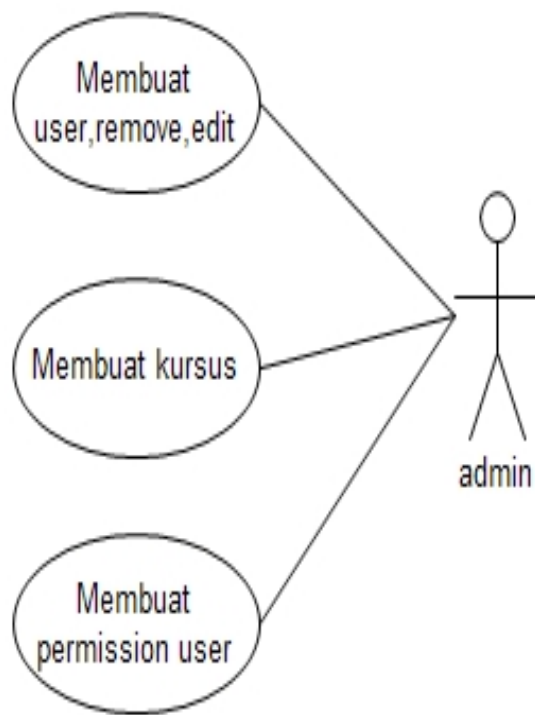 Membuat
user,remove,edit
Membuat kursus
admin
Membuat
permission user